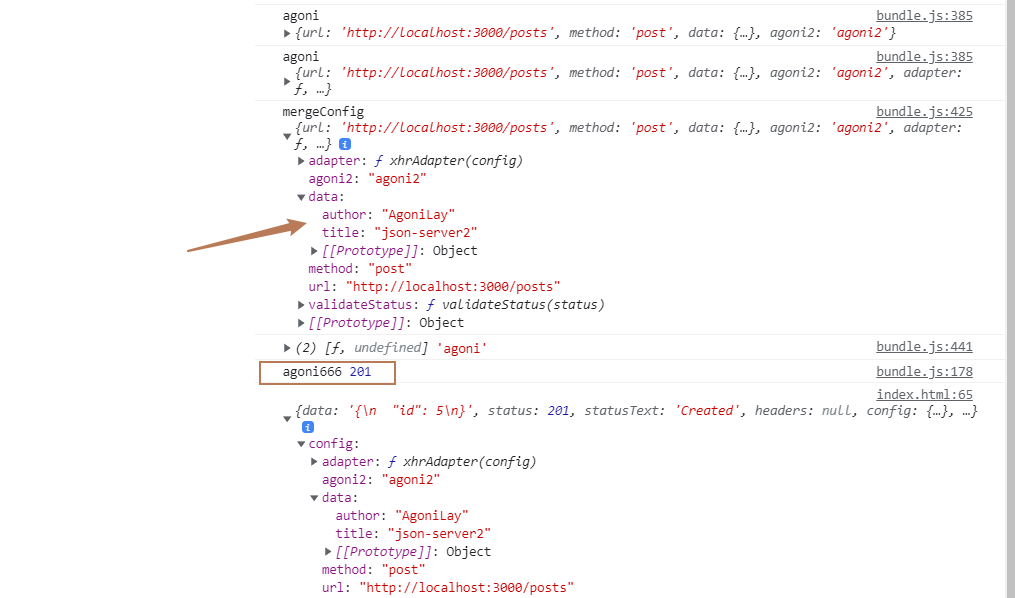 agoni bundle.js:385
{url: 'http://localhost:3000/posts', method: 'post', data: {…}, agoni2: 'agoni2'}
agoni bundle.js:385
{url: 'http://localhost:3000/posts', method: 'post', data: {…}, agoni2: 'agoni2', adapter:
ƒ, …}
mergeConfig bundle.js:425
{url: 'http://localhost:3000/posts', method: 'post', data: {…}, agoni2: 'agoni2', adapter:
ƒ, …} i
adapter: ƒ xhrAdapter(config)
agoni2: "agoni2"
data:
author: "AgoniLay"
title: "json-server2"
[[Prototype]]: Object
method: "post"
url: "http://localhost:3000/posts"
validateStatus: ƒ validateStatus(status)
[[Prototype]]: Object
(2) [ƒ, undefined] 'agoni' bundle.js:441
agoni666 201 bundle.js:178
index.html:65
{data: '{\n  "id": 5\n}', status: 201, statusText: 'Created', headers: null, config: {…}, …}
i
config:
adapter: ƒ xhrAdapter(config)
agoni2: "agoni2"
data:
author: "AgoniLay"
title: "json-server2"
[[Prototype]]: Object
method: "post"
url: "http://localhost:3000/posts"